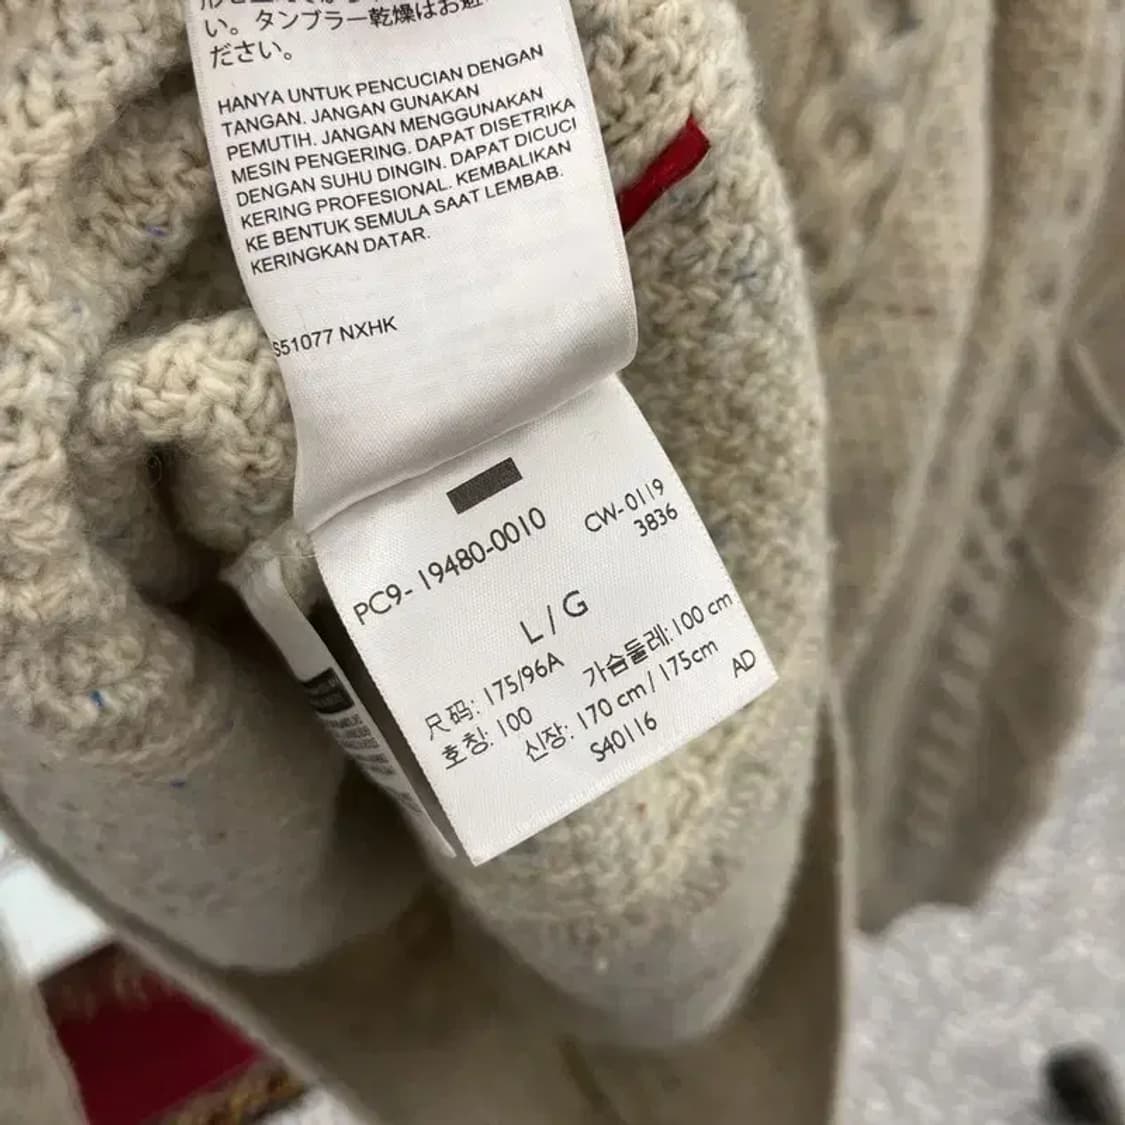 い。タンブラー乾燥はお避
ださい。
HANYA UNTUK PENCUCIAN DENGAN
TANGAN. JANGAN GUNAKAN
PEMUTIH. JANGAN MENGGUNAKAN
MESIN PENGERING. DAPAT DISETRIKA
DENGAN SUHU DINGIN. DAPAT DICUCI
KERING PROFESIONAL. KEMBALIKAN
KE BENTUK SEMULA SAAT LEMBAB.
KERINGKAN DATAR.
S51077 NXHK
PC9-19480-0010
CW-0119
3836
L / G
尺码: 175/96A 가슴둘레: 100 cm
호칭: 100 신장: 170 cm / 175cm
S40116 AD